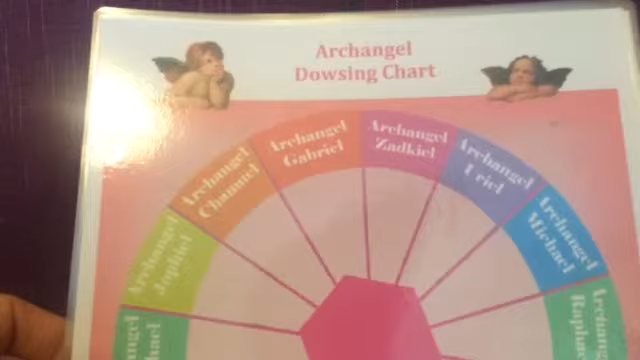 Archangel
Dowsing Chart
Archangel
Jophiel
Archangel
Chamuel
Archangel
Gabriel
Archangel
Zadkiel
Archangel
Uriel
Archangel
Michael